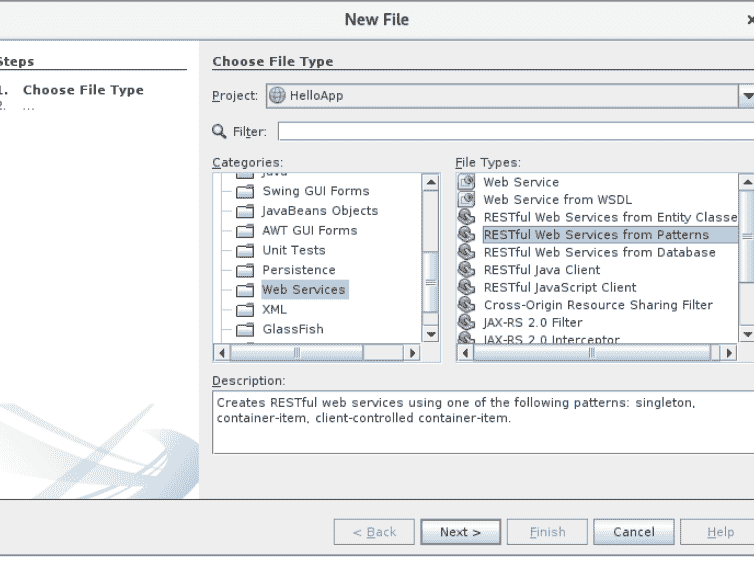 New File
Steps
1. Choose File Type
2. ...
Choose File Type
Project: HelloApp
Filter:
Categories:
Java
Swing GUI Forms
JavaBeans Objects
AWT GUI Forms
Unit Tests
Persistence
Web Services
XML
GlassFish
File Types:
Web Service
Web Service from WSDL
RESTful Web Services from Entity Classe
RESTful Web Services from Patterns
RESTful Web Services from Database
RESTful Java Client
RESTful JavaScript Client
Cross-Origin Resource Sharing Filter
JAX-RS 2.0 Filter
JAX-RS 2.0 Interceptor
Description:
Creates RESTful web services using one of the following patterns: singleton,
container-item, client-controlled container-item.
< Back Next > Finish Cancel Help